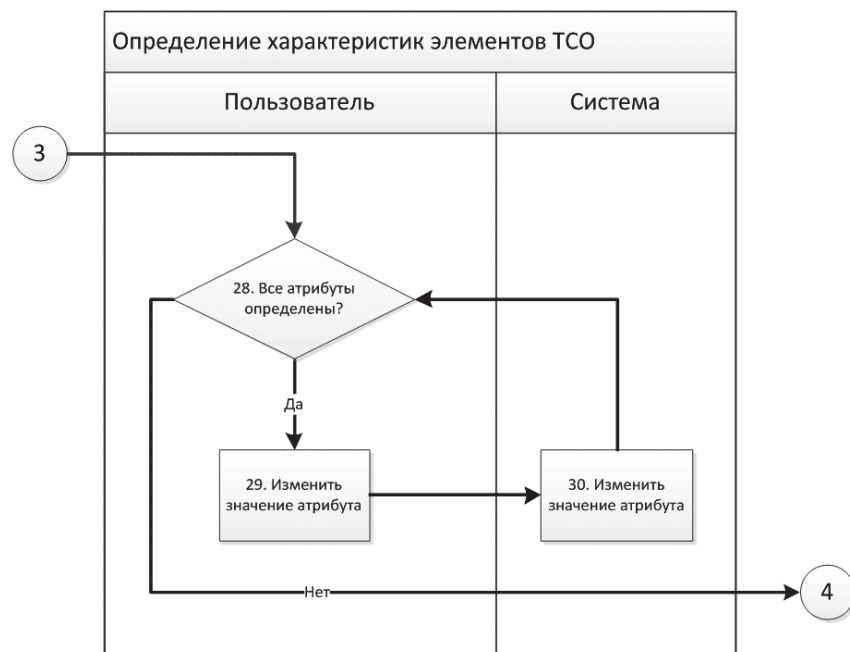 Определение характеристик элементов ТСО
Пользователь
Система
3
28. Все атрибуты
определены?
Да
29. Изменить
значение атрибута
30. Изменить
значение атрибута
Нет
4